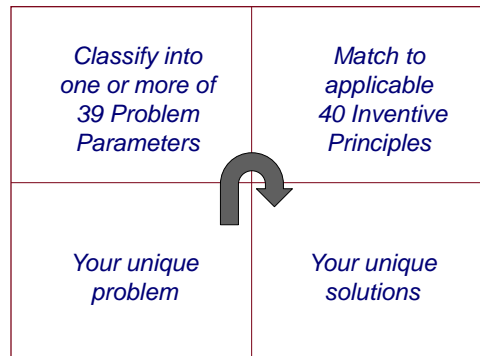 Classify into
one or more of
39 Problem
Parameters
Match to
applicable
40 Inventive
Principles
Your unique
problem
Your unique
solutions